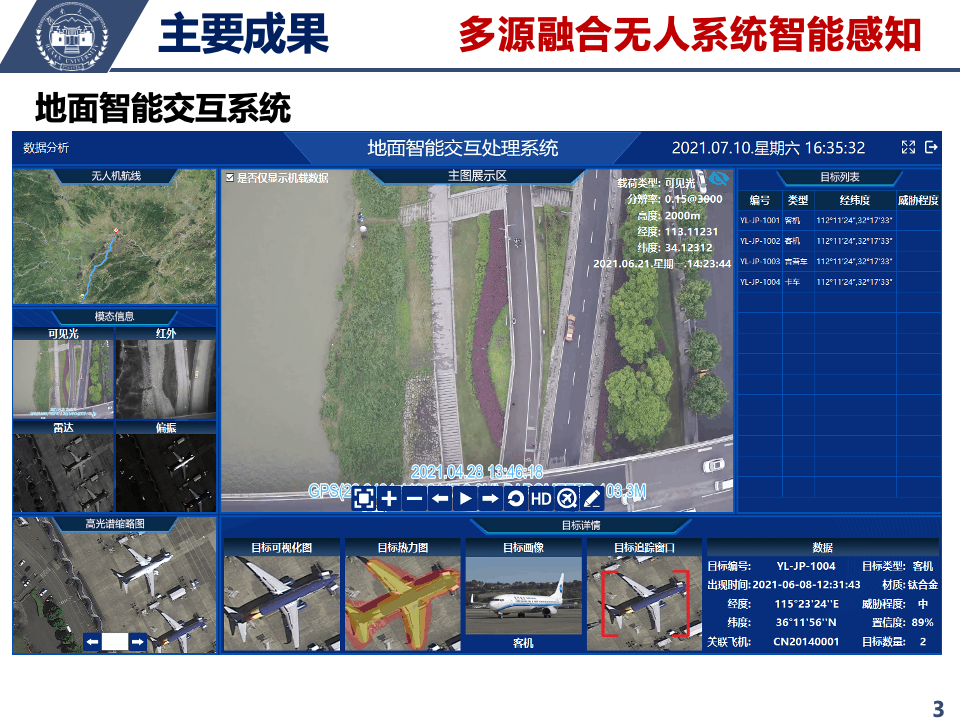 主要成果
多源融合无人系统智能感知
地面智能交互系统
数据分析
地面智能交互处理系统
2021.07.10.星期六 16:35:32
无人机航线
是否仅显示机载数据
主图展示区
载荷类型: 可见光
分辨率: 0.15@3000
高度: 2000m
经度: 113.11231
纬度: 34.12312
2021.06.21.星期一.14:23:44
目标列表
编号 类型 经纬度 威胁程度
YL-JP-1001 客机 112°11'24",32°17'33"
YL-JP-1002 客机 112°11'24",32°17'33"
YL-JP-1003 吉普车 112°11'24",32°17'33"
YL-JP-1004 卡车 112°11'24",32°17'33"
模态信息
可见光 红外
雷达 偏振
2021.04.28 13:46:18
HD
高光谱缩略图
目标详情
目标可视化图
目标热力图
目标画像
客机
目标追踪窗口
数据
目标编号: YL-JP-1004 目标类型: 客机
出现时间: 2021-06-08-12:31:43 材质: 钛合金
经度: 115°23'24''E 威胁程度: 中
纬度: 36°11'56''N 置信度: 89%
关联飞机: CN20140001 目标数量: 2
3